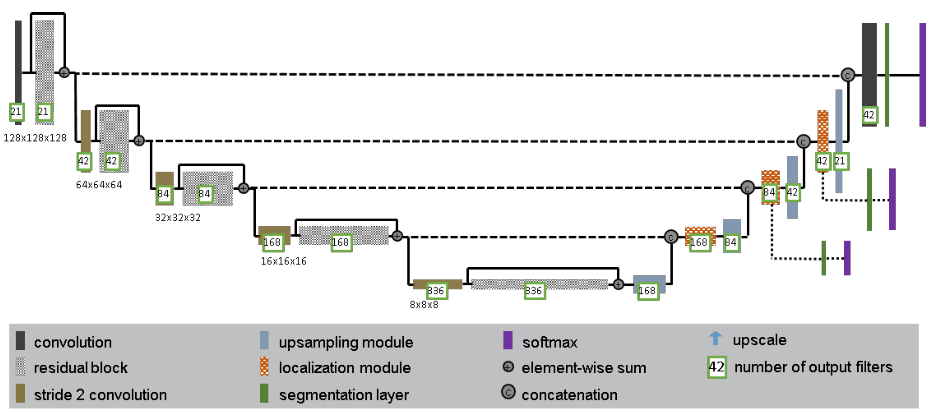 21
21
128x128x128
42
42
64x64x64
84
84
32x32x32
168
168
16x16x16
336
336
8x8x8
168
c
168
84
c
84
42
c
42
21
c
42
convolution
residual block
stride 2 convolution
upsampling module
localization module
segmentation layer
softmax
element-wise sum
c concatenation
upscale
42 number of output filters